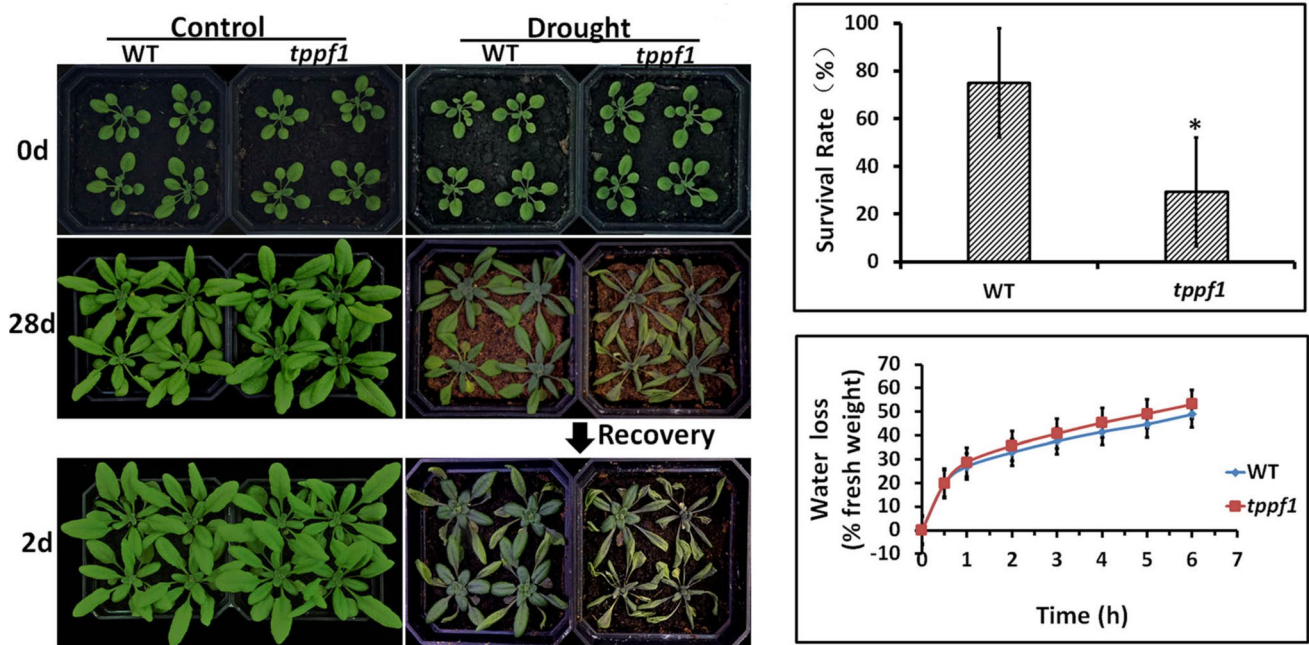 Control
Drought
WT
tppf1
WT
tppf1
0d
28d
Recovery
2d
100
80
60
40
20
0
Survival Rate（%）
*
WT
tppf1
70
60
50
40
30
20
10
0
-10
Water loss
(% fresh weight)
0
1
2
3
4
5
6
7
Time (h)
WT
tppf1